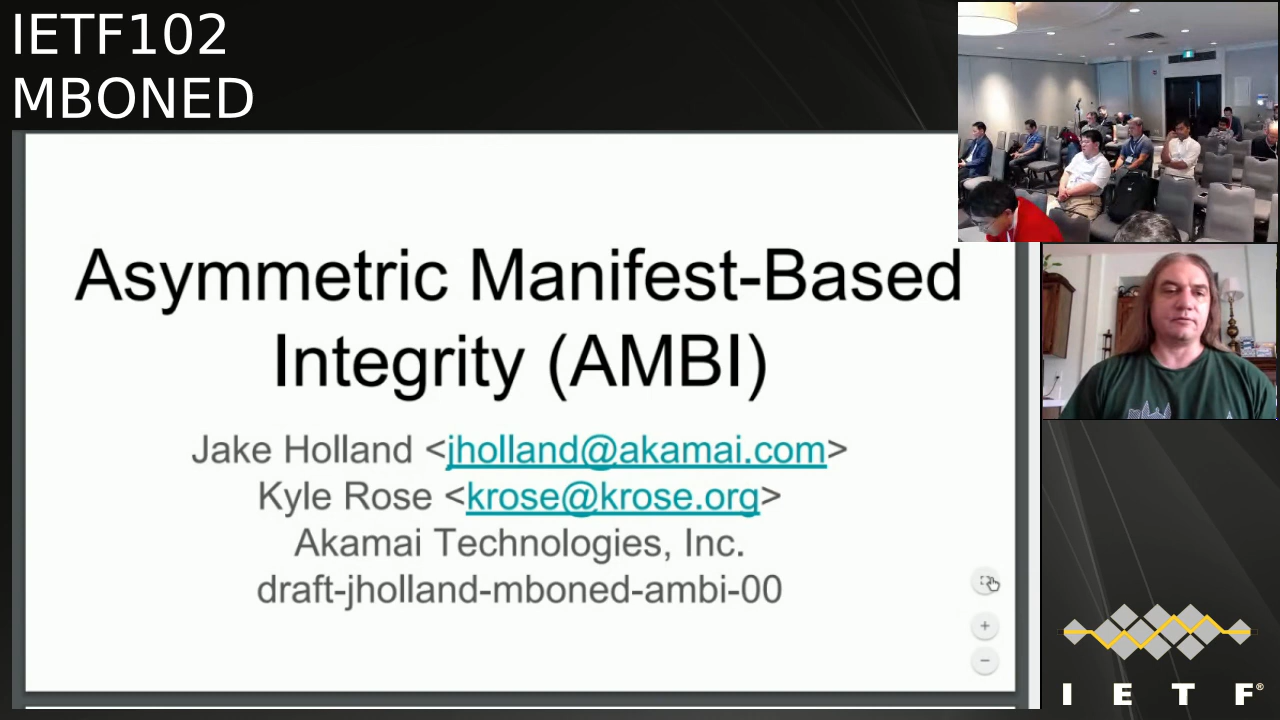 IETF102
MBONED
Asymmetric Manifest-Based
Integrity (AMBI)
Jake Holland <jholland@akamai.com>
Kyle Rose <krose@krose.org>
Akamai Technologies, Inc.
draft-jholland-mboned-ambi-00
I E T F®